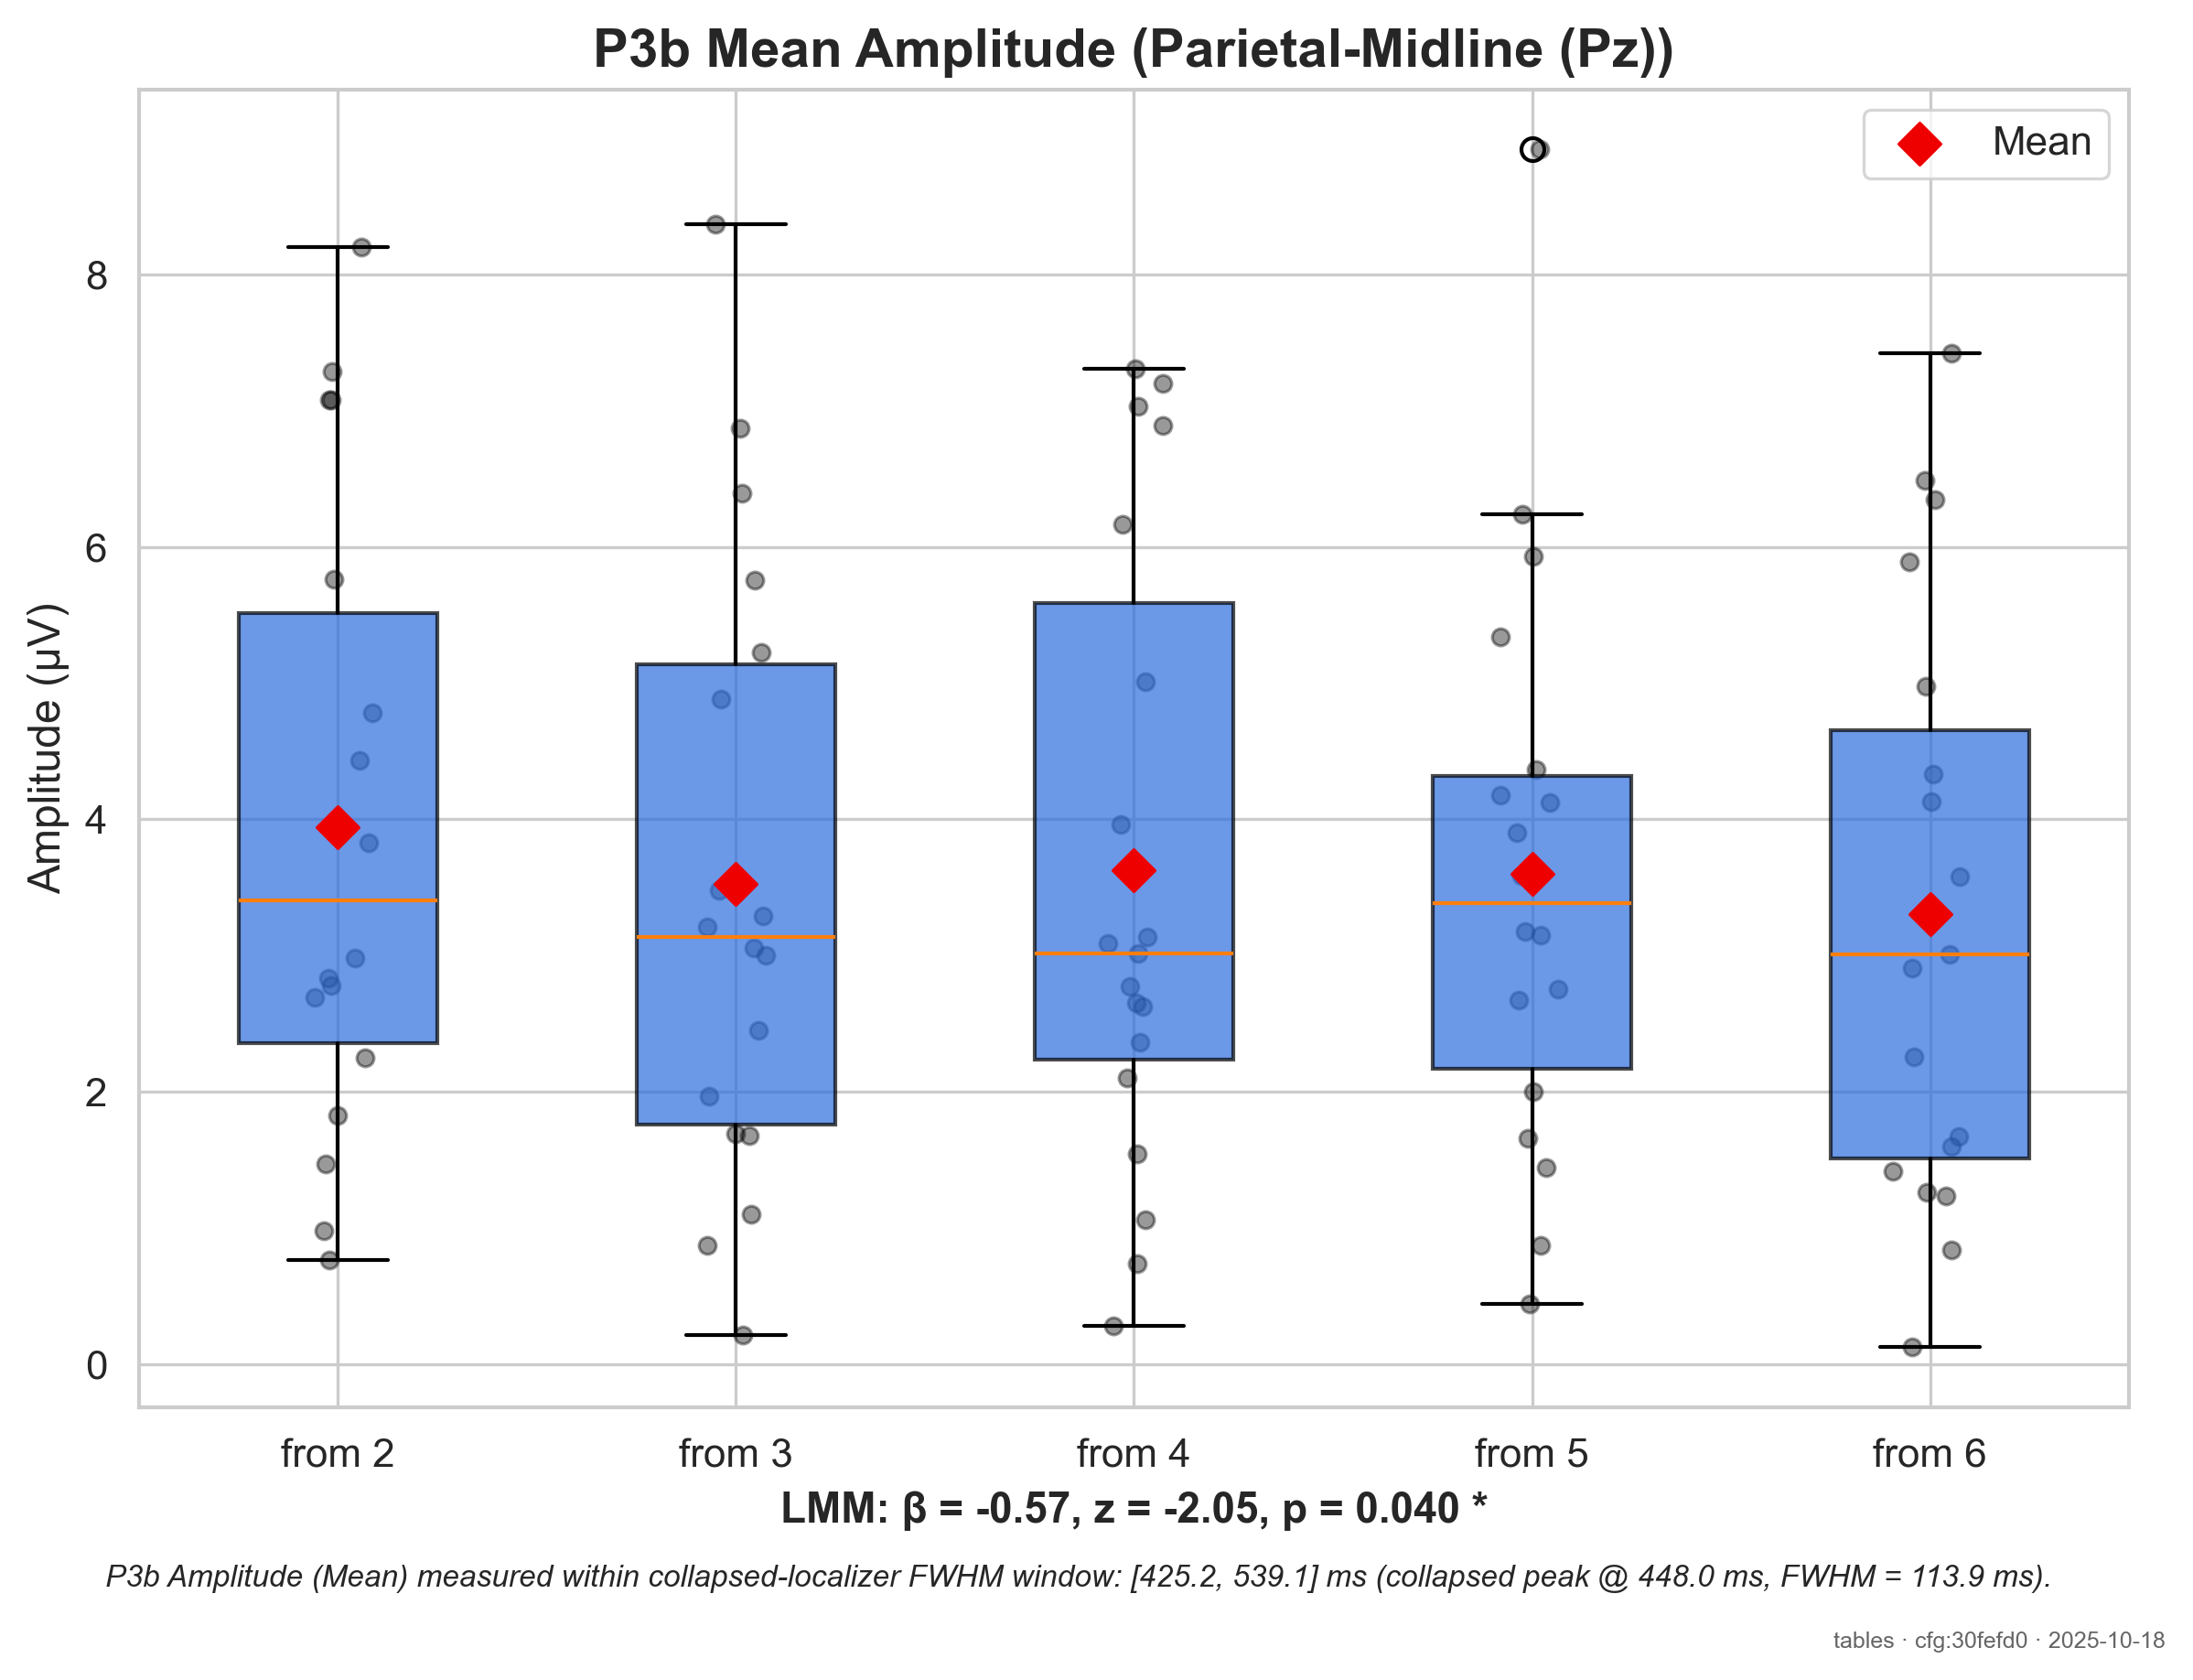 P3b Mean Amplitude (Parietal-Midline (Pz))
Mean
Amplitude (µV)
8
6
4
2
0
from 2 from 3 from 4 from 5 from 6
LMM: β = -0.57, z = -2.05, p = 0.040 *
P3b Amplitude (Mean) measured within collapsed-localizer FWHM window: [425.2, 539.1] ms (collapsed peak @ 448.0 ms, FWHM = 113.9 ms).
tables · cfg:30fefd0 · 2025-10-18